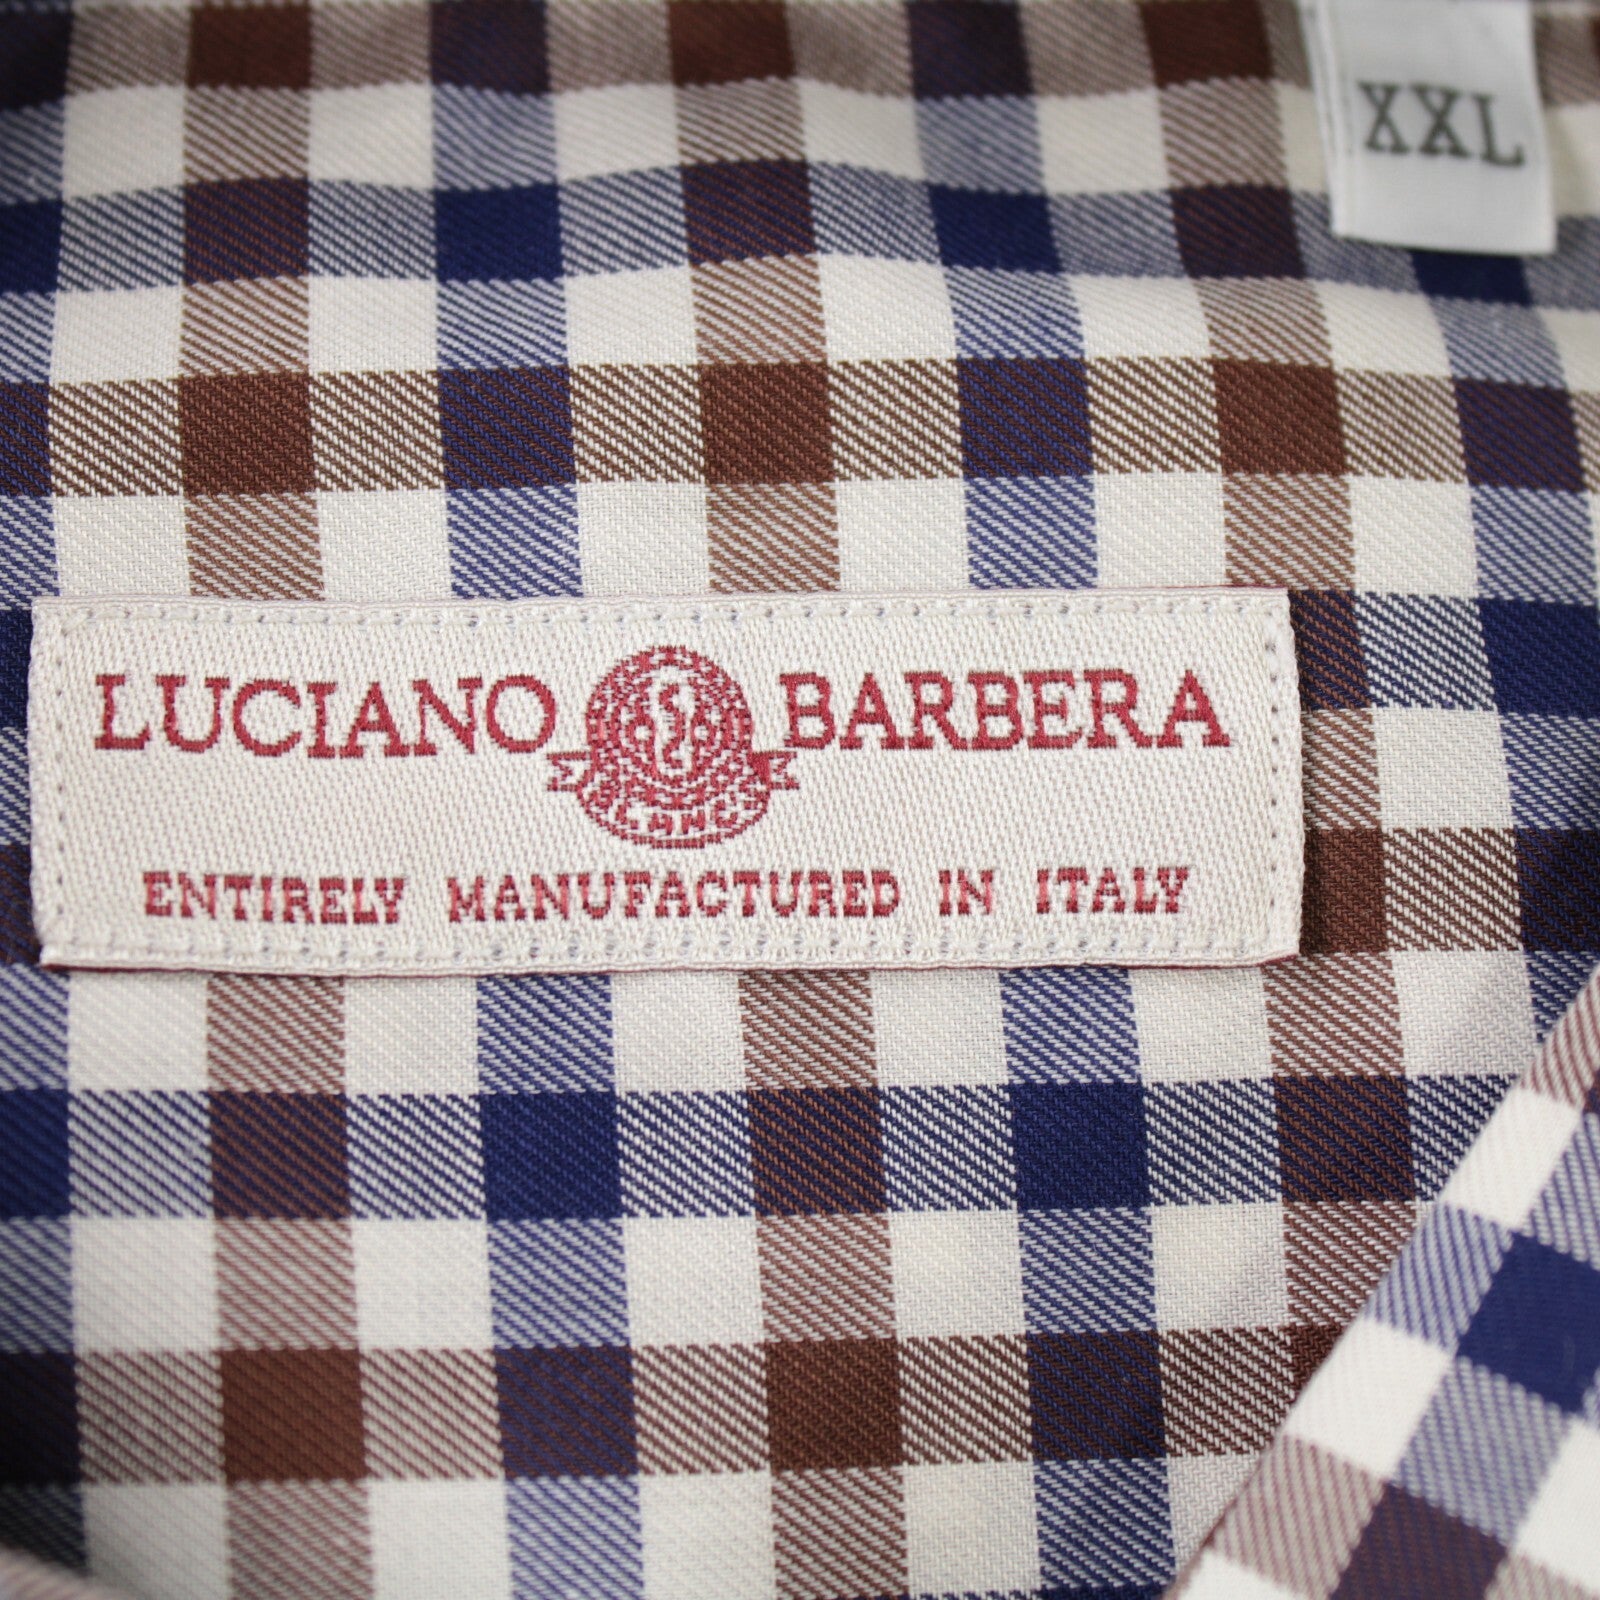 XXL
LUCIANO BARBERA
ENTIRELY MANUFACTURED IN ITALY